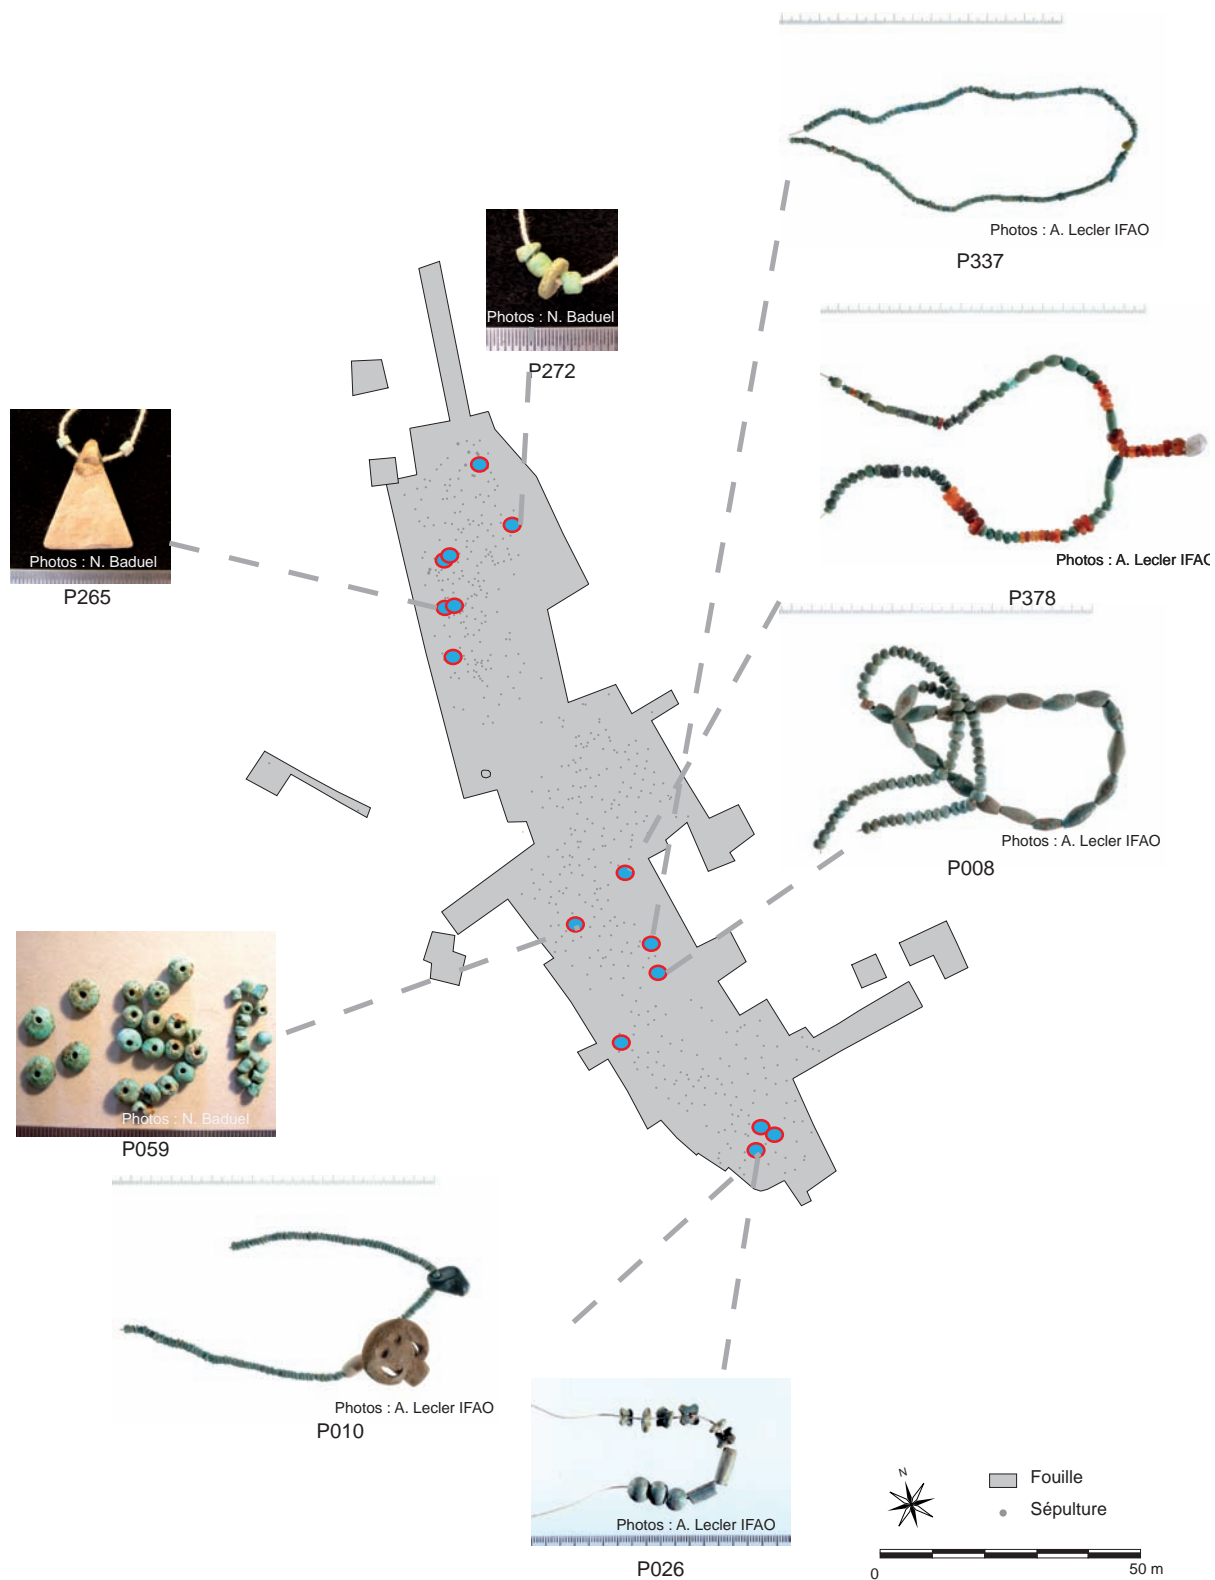 Photos : A. Lecler IFAO
P337
Photos : N. Baduel
P272
Photos : A. Lecler IFAO
P378
Photos : N. Baduel
P265
Photos : A. Lecler IFAO
P008
Photos : N. Baduel
P059
Photos : A. Lecler IFAO
P010
Photos : A. Lecler IFAO
P026
N
Fouille
Sépulture
0
50 m